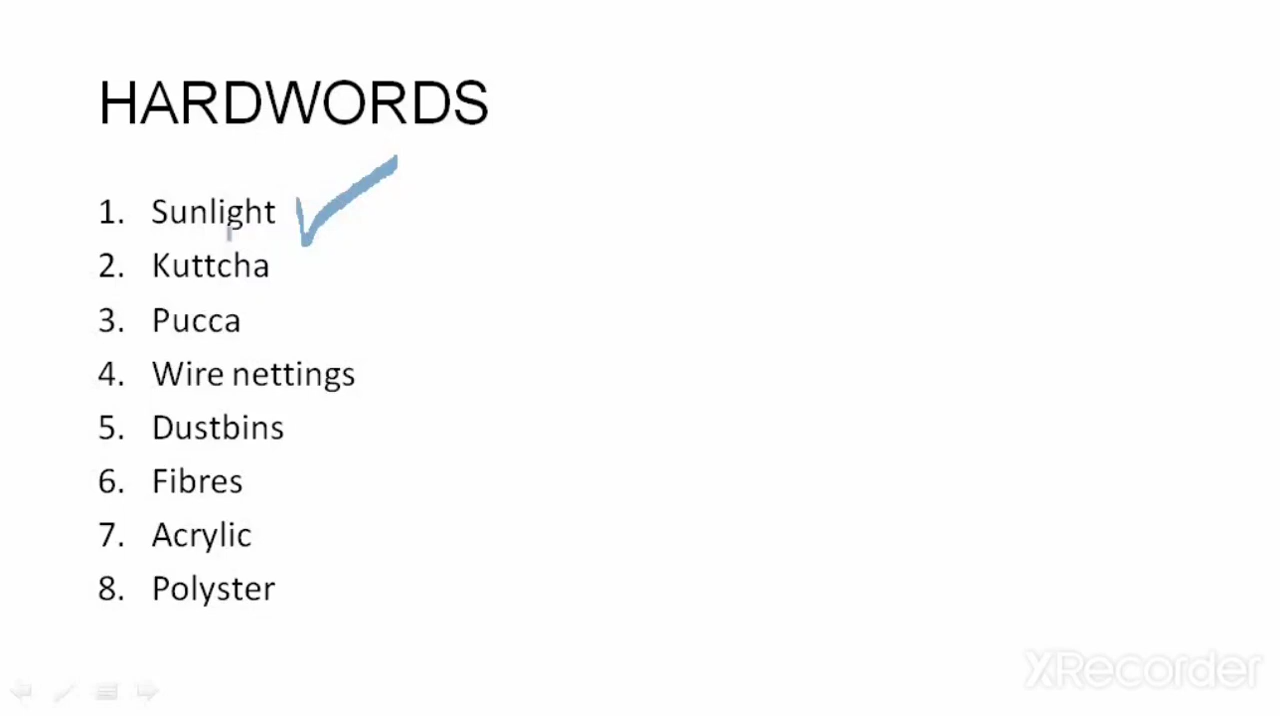 HARDWORDS
1. Sunlight
2. Kuttcha
3. Pucca
4. Wire nettings
5. Dustbins
6. Fibres
7. Acrylic
8. Polyster
XRecorder